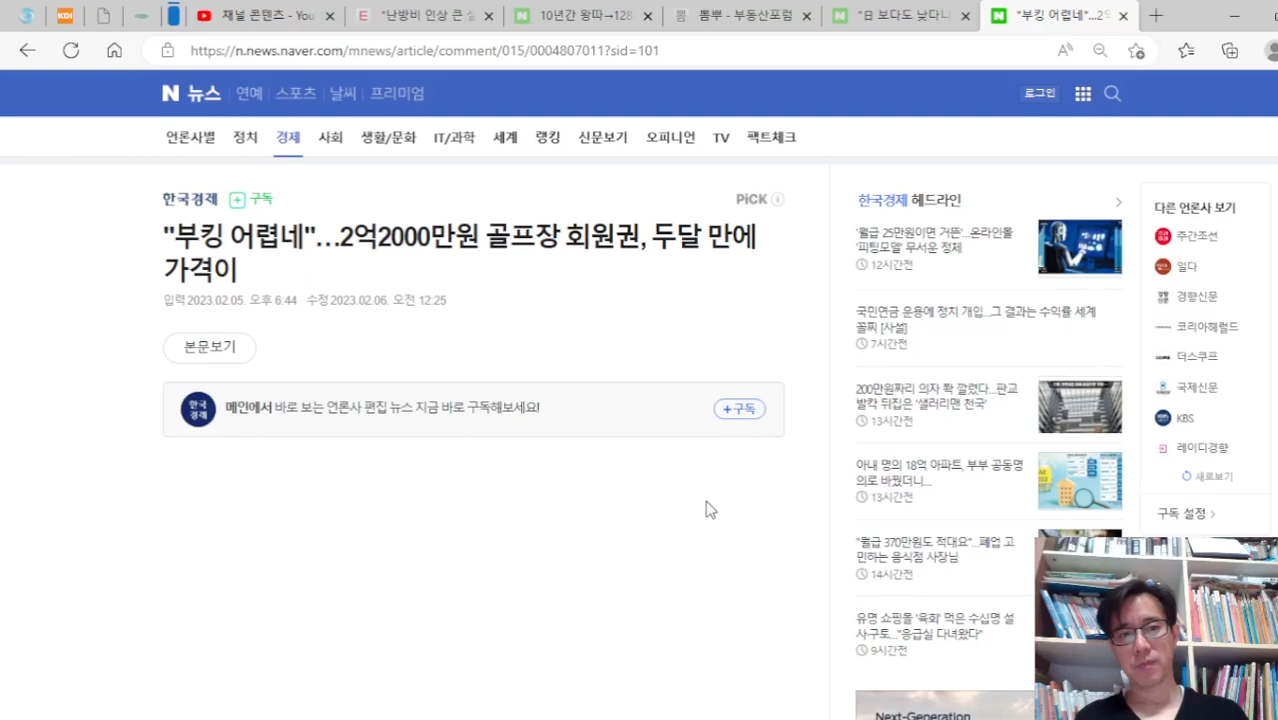 KDI
채널 콘텐츠 - You
"난방비 인상 큰 실
10년간 왕따→128
뽐뿌 - 부동산포럼
"日 보다도 낮다니
"부킹 어렵네"...2억
https://n.news.naver.com/mnews/article/comment/015/0004807011?sid=101
N 뉴스 연예 스포츠 날씨 프리미엄
로그인
언론사별 정치 경제 사회 생활/문화 IT/과학 세계 랭킹 신문보기 오피니언 TV 팩트체크
한국경제 + 구독
PiCK
"부킹 어렵네"…2억2000만원 골프장 회원권, 두달 만에
가격이
입력 2023.02.05. 오후 6:44 수정 2023.02.06. 오전 12:25
본문보기
한국
경제
메인에서 바로 보는 언론사 편집 뉴스 지금 바로 구독해보세요!
+구독
한국경제 헤드라인
'월급 25만원이면 거뜬'...온라인몰
'피팅모델' 무서운 정체
12시간전
국민연금 운용에 정치 개입...그 결과는 수익률 세계
꼴찌 [사설]
7시간전
200만원짜리 의자 쫙 깔렸다...판교
발칵 뒤집은 '샐러리맨 천국'
13시간전
아내 명의 18억 아파트, 부부 공동명
의로 바꿨더니...
13시간전
"월급 370만원도 적대요"...폐업 고
민하는 음식점 사장님
14시간전
유명 쇼핑몰 '육회' 먹은 수십명 설
사·구토..."응급실 다녀왔다"
9시간전
Next-Generation
다른 언론사 보기
주간조선
일다
경향신문
코리아헤럴드
더스쿠프
국제신문
KBS
레이디경향
새로보기
구독 설정